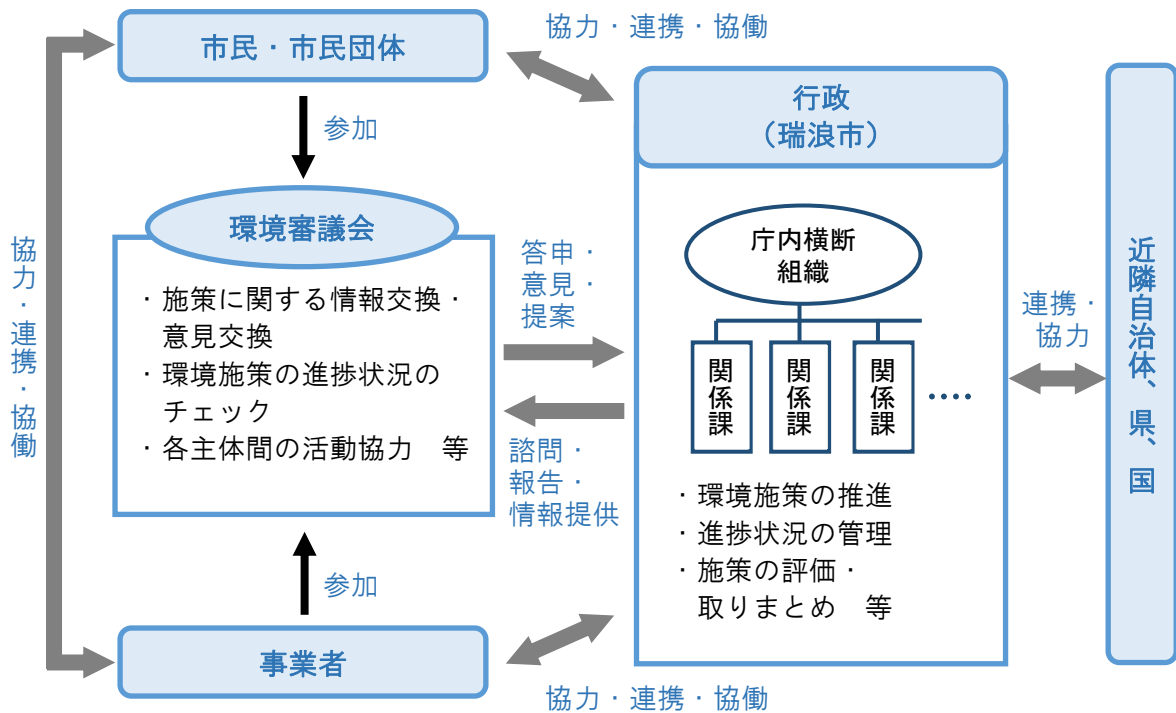 市民・市民団体
協力・連携・協働
参加
協力・連携・協働
環境審議会
・施策に関する情報交換・
意見交換
・環境施策の進捗状況の
チェック
・各主体間の活動協力　等
答申・
意見・
提案
諮問・
報告・
情報提供
参加
事業者
協力・連携・協働
行政
（瑞浪市）
庁内横断
組織
関係課
関係課
関係課
・・・・
・環境施策の推進
・進捗状況の管理
・施策の評価・
取りまとめ　等
連携・
協力
近隣自治体、県、国